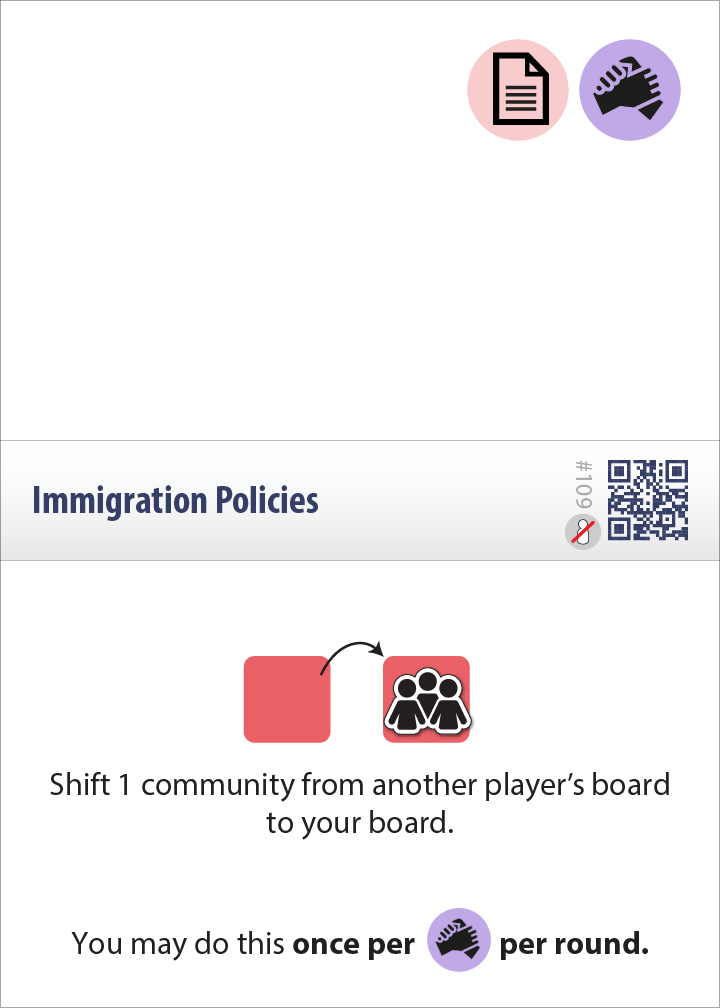 Immigration Policies
#109
Shift 1 community from another player’s board
to your board.
You may do this once per per round.